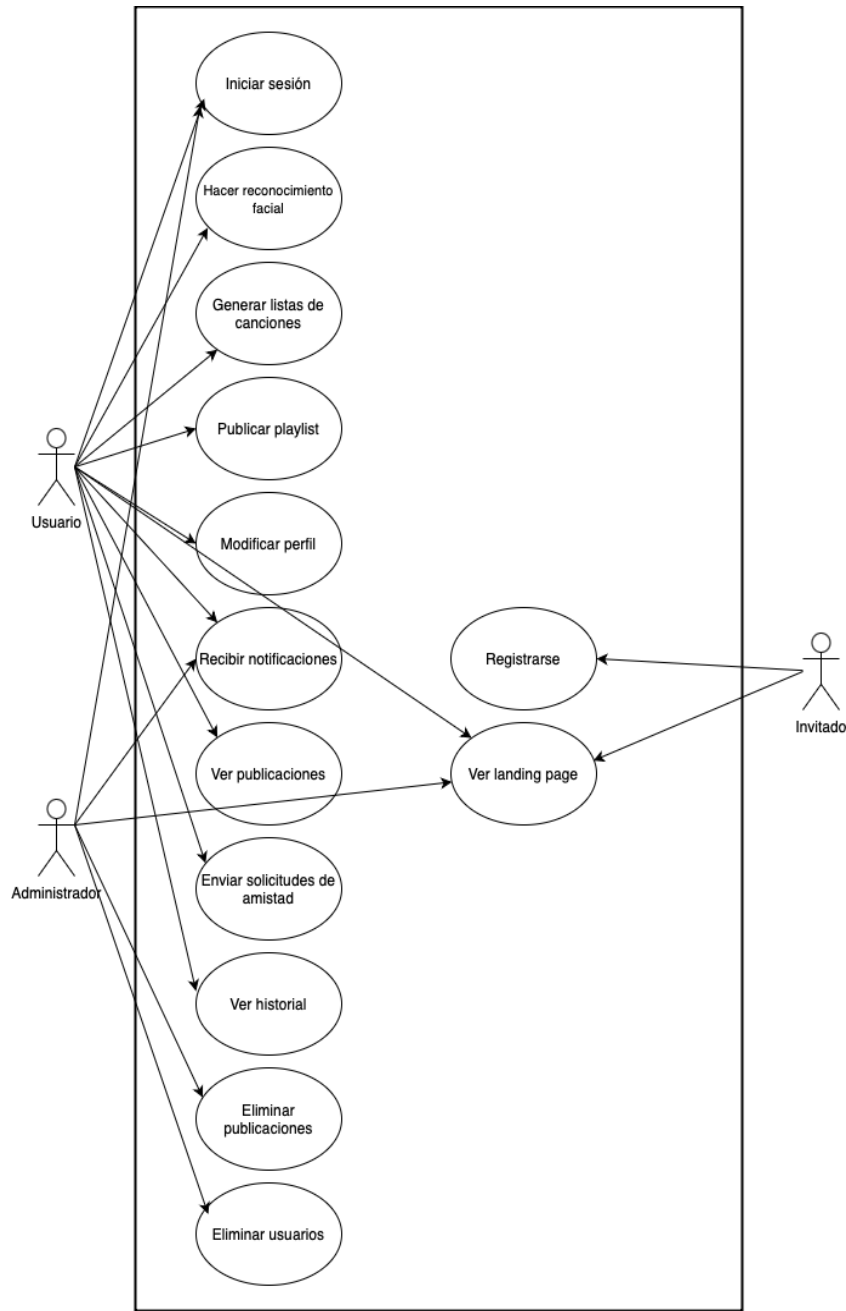 Iniciar sesión
Hacer reconocimiento
facial
Generar listas de
canciones
Publicar playlist
Usuario
Modificar perfil
Recibir notificaciones
Registrarse
Invitado
Ver publicaciones
Ver landing page
Administrador
Enviar solicitudes de
amistad
Ver historial
Eliminar
publicaciones
Eliminar usuarios